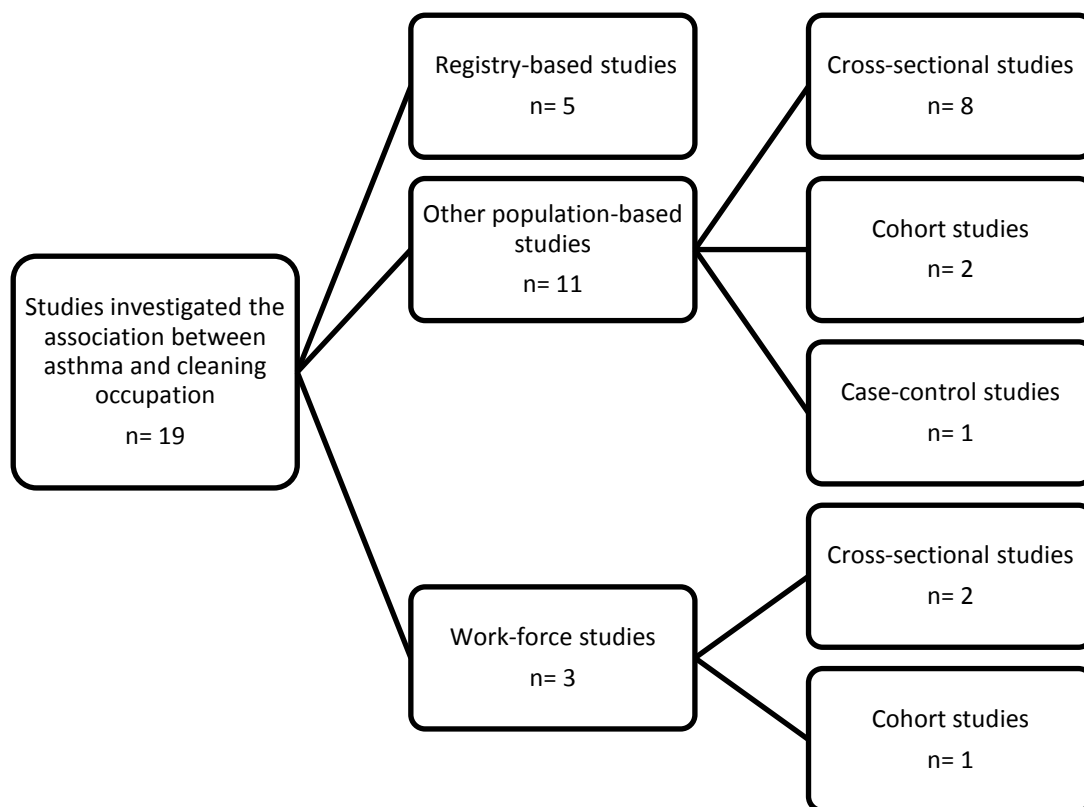 Studies investigated the
association between
asthma and cleaning
occupation
n= 19
Registry-based studies
n= 5
Other population-based
studies
n= 11
Work-force studies
n= 3
Cross-sectional studies
n= 8
Cohort studies
n= 2
Case-control studies
n= 1
Cross-sectional studies
n= 2
Cohort studies
n= 1